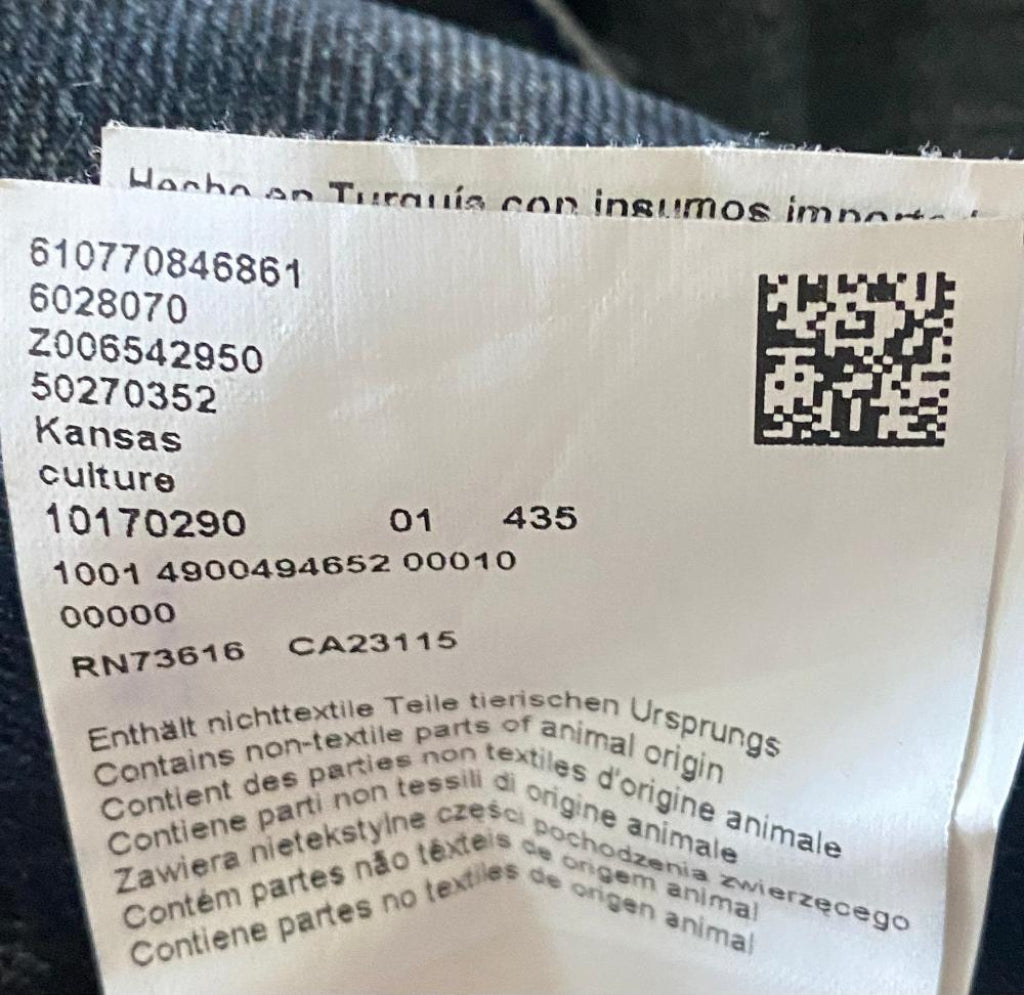 Hecho en Turquía con insumos
610770846861
6028070
Z006542950
50270352
Kansas
culture
10170290 01 435
1001 4900494652 00010
00000
RN73616 CA23115
Enthält nichttextile Teile tierischen Ursprungs
Contains non-textile parts of animal origin
Contient des parties non textiles d'origine animale
Contiene parti non tessili di origine animale
Zawiera nietekstylne części pochodzenia zwierzęcego
Contém partes não têxteis de origem animal
Contiene partes no textiles de origen animal